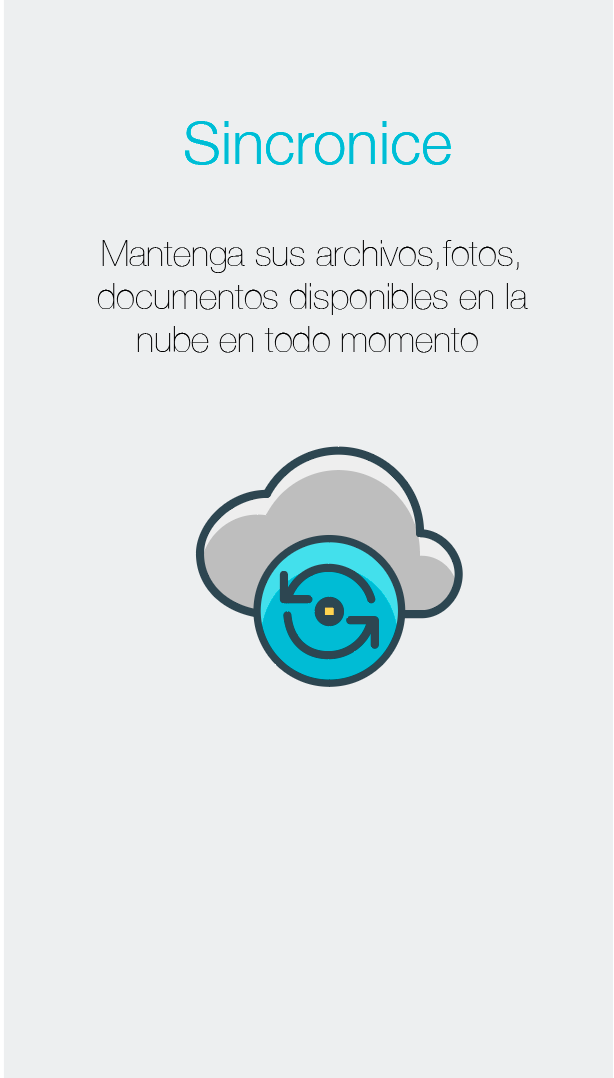 Sincronice
Mantenga sus archivos,fotos,
documentos disponibles en la
nube en todo momento